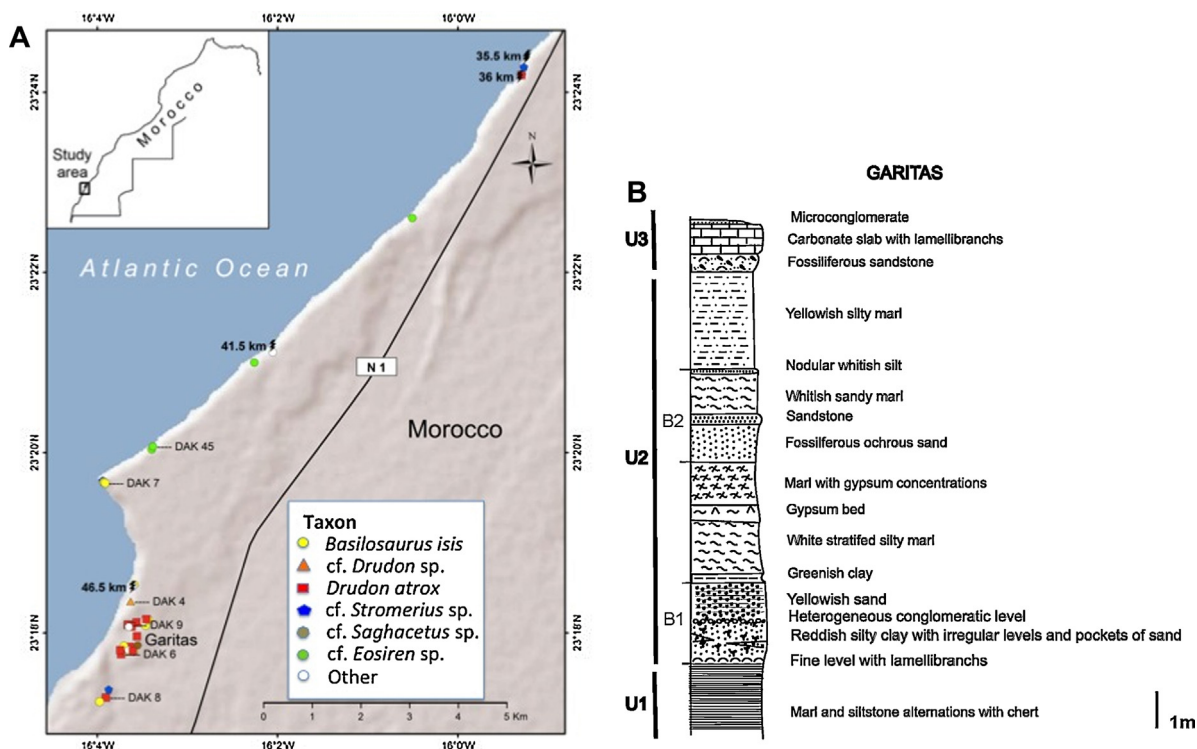 A
16°4'W
16°2'W
16°0'W
23°24'N
23°22'N
23°20'N
23°18'N
Morocco
Study
area
35.5 km
36 km
N
Atlantic Ocean
41.5 km
N 1
Morocco
DAK 45
DAK 7
46.5 km
DAK 4
DAK 9
Garitas
DAK 6
DAK 8
Taxon
Basilosaurus isis
cf. Drudon sp.
Drudon atrox
cf. Stromerius sp.
cf. Saghacetus sp.
cf. Eosiren sp.
Other
0 1 2 3 4 5 Km
23°24'N
23°22'N
23°20'N
23°18'N
16°4'W
16°2'W
16°0'W
B
GARITAS
U3
U2
U1
B2
B1
Microconglomerate
Carbonate slab with lamellibranchs
Fossiliferous sandstone
Yellowish silty marl
Nodular whitish silt
Whitish sandy marl
Sandstone
Fossilferous ochrous sand
Marl with gypsum concentrations
Gypsum bed
White stratifed silty marl
Greenish clay
Yellowish sand
Heterogeneous conglomeratic level
Reddish silty clay with irregular levels and pockets of sand
Fine level with lamellibranchs
Marl and siltstone alternations with chert
1m